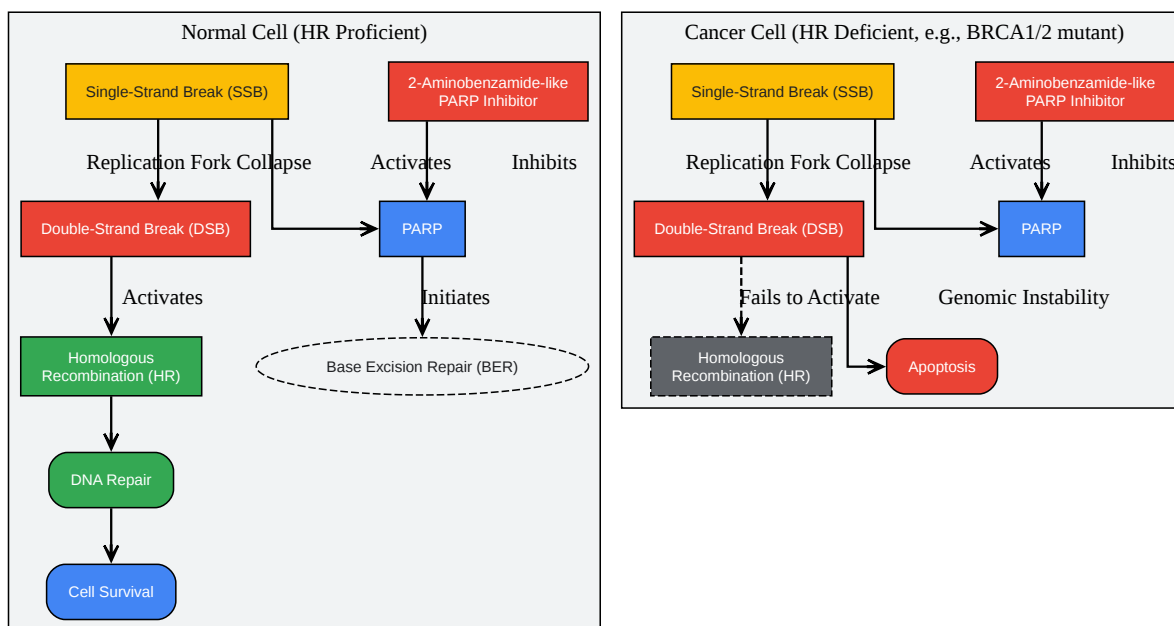 Normal Cell (HR Proficient)
Single-Strand Break (SSB)
2-Aminobenzamide-like
PARP Inhibitor
Replication Fork Collapse
Activates
Inhibits
Double-Strand Break (DSB)
PARP
Activates
Initiates
Homologous
Recombination (HR)
Base Excision Repair (BER)
DNA Repair
Cell Survival
Cancer Cell (HR Deficient, e.g., BRCA1/2 mutant)
Single-Strand Break (SSB)
2-Aminobenzamide-like
PARP Inhibitor
Replication Fork Collapse
Activates
Inhibits
Double-Strand Break (DSB)
PARP
Fails to Activate
Genomic Instability
Homologous
Recombination (HR)
Apoptosis